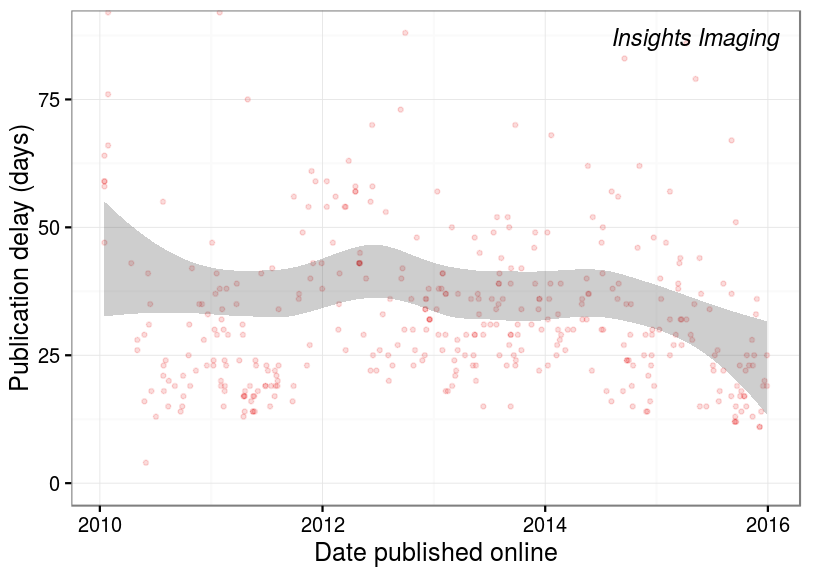 Insights Imaging
Publication delay (days)
75
50
25
0
2010 2012 2014 2016
Date published online